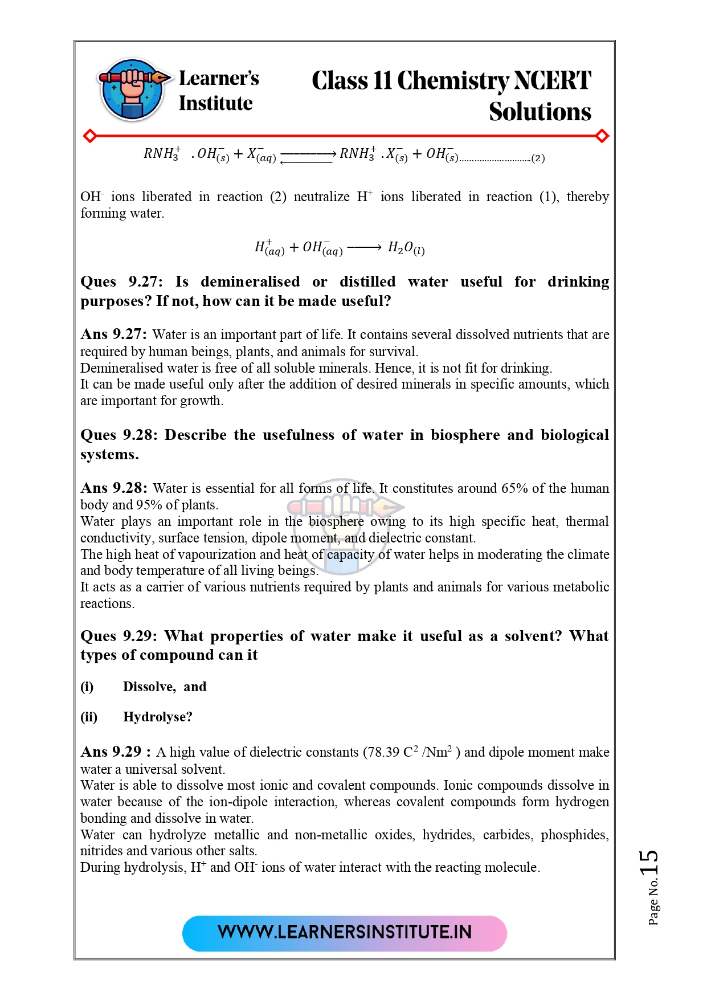 Learner's
Institute
Class 11 Chemistry NCERT
Solutions
RNH₃⁺ .OH⁻(s) + X⁻(aq) ⇌ RNH₃⁺ .X⁻(s) + OH⁻(s)..............................(2)
OH⁻ ions liberated in reaction (2) neutralize H⁺ ions liberated in reaction (1), thereby
forming water.
H⁺(aq) + OH⁻(aq) ⟶ H₂O(l)
Ques 9.27: Is demineralised or distilled water useful for drinking
purposes? If not, how can it be made useful?
Ans 9.27: Water is an important part of life. It contains several dissolved nutrients that are
required by human beings, plants, and animals for survival.
Demineralised water is free of all soluble minerals. Hence, it is not fit for drinking.
It can be made useful only after the addition of desired minerals in specific amounts, which
are important for growth.
Ques 9.28: Describe the usefulness of water in biosphere and biological
systems.
Ans 9.28: Water is essential for all forms of life. It constitutes around 65% of the human
body and 95% of plants.
Water plays an important role in the biosphere owing to its high specific heat, thermal
conductivity, surface tension, dipole moment, and dielectric constant.
The high heat of vapourization and heat of capacity of water helps in moderating the climate
and body temperature of all living beings.
It acts as a carrier of various nutrients required by plants and animals for various metabolic
reactions.
Ques 9.29: What properties of water make it useful as a solvent? What
types of compound can it
(i) Dissolve, and
(ii) Hydrolyse?
Ans 9.29 : A high value of dielectric constants (78.39 C² /Nm² ) and dipole moment make
water a universal solvent.
Water is able to dissolve most ionic and covalent compounds. Ionic compounds dissolve in
water because of the ion-dipole interaction, whereas covalent compounds form hydrogen
bonding and dissolve in water.
Water can hydrolyze metallic and non-metallic oxides, hydrides, carbides, phosphides,
nitrides and various other salts.
During hydrolysis, H⁺ and OH⁻ ions of water interact with the reacting molecule.
Page No.15
WWW.LEARNERSINSTITUTE.IN